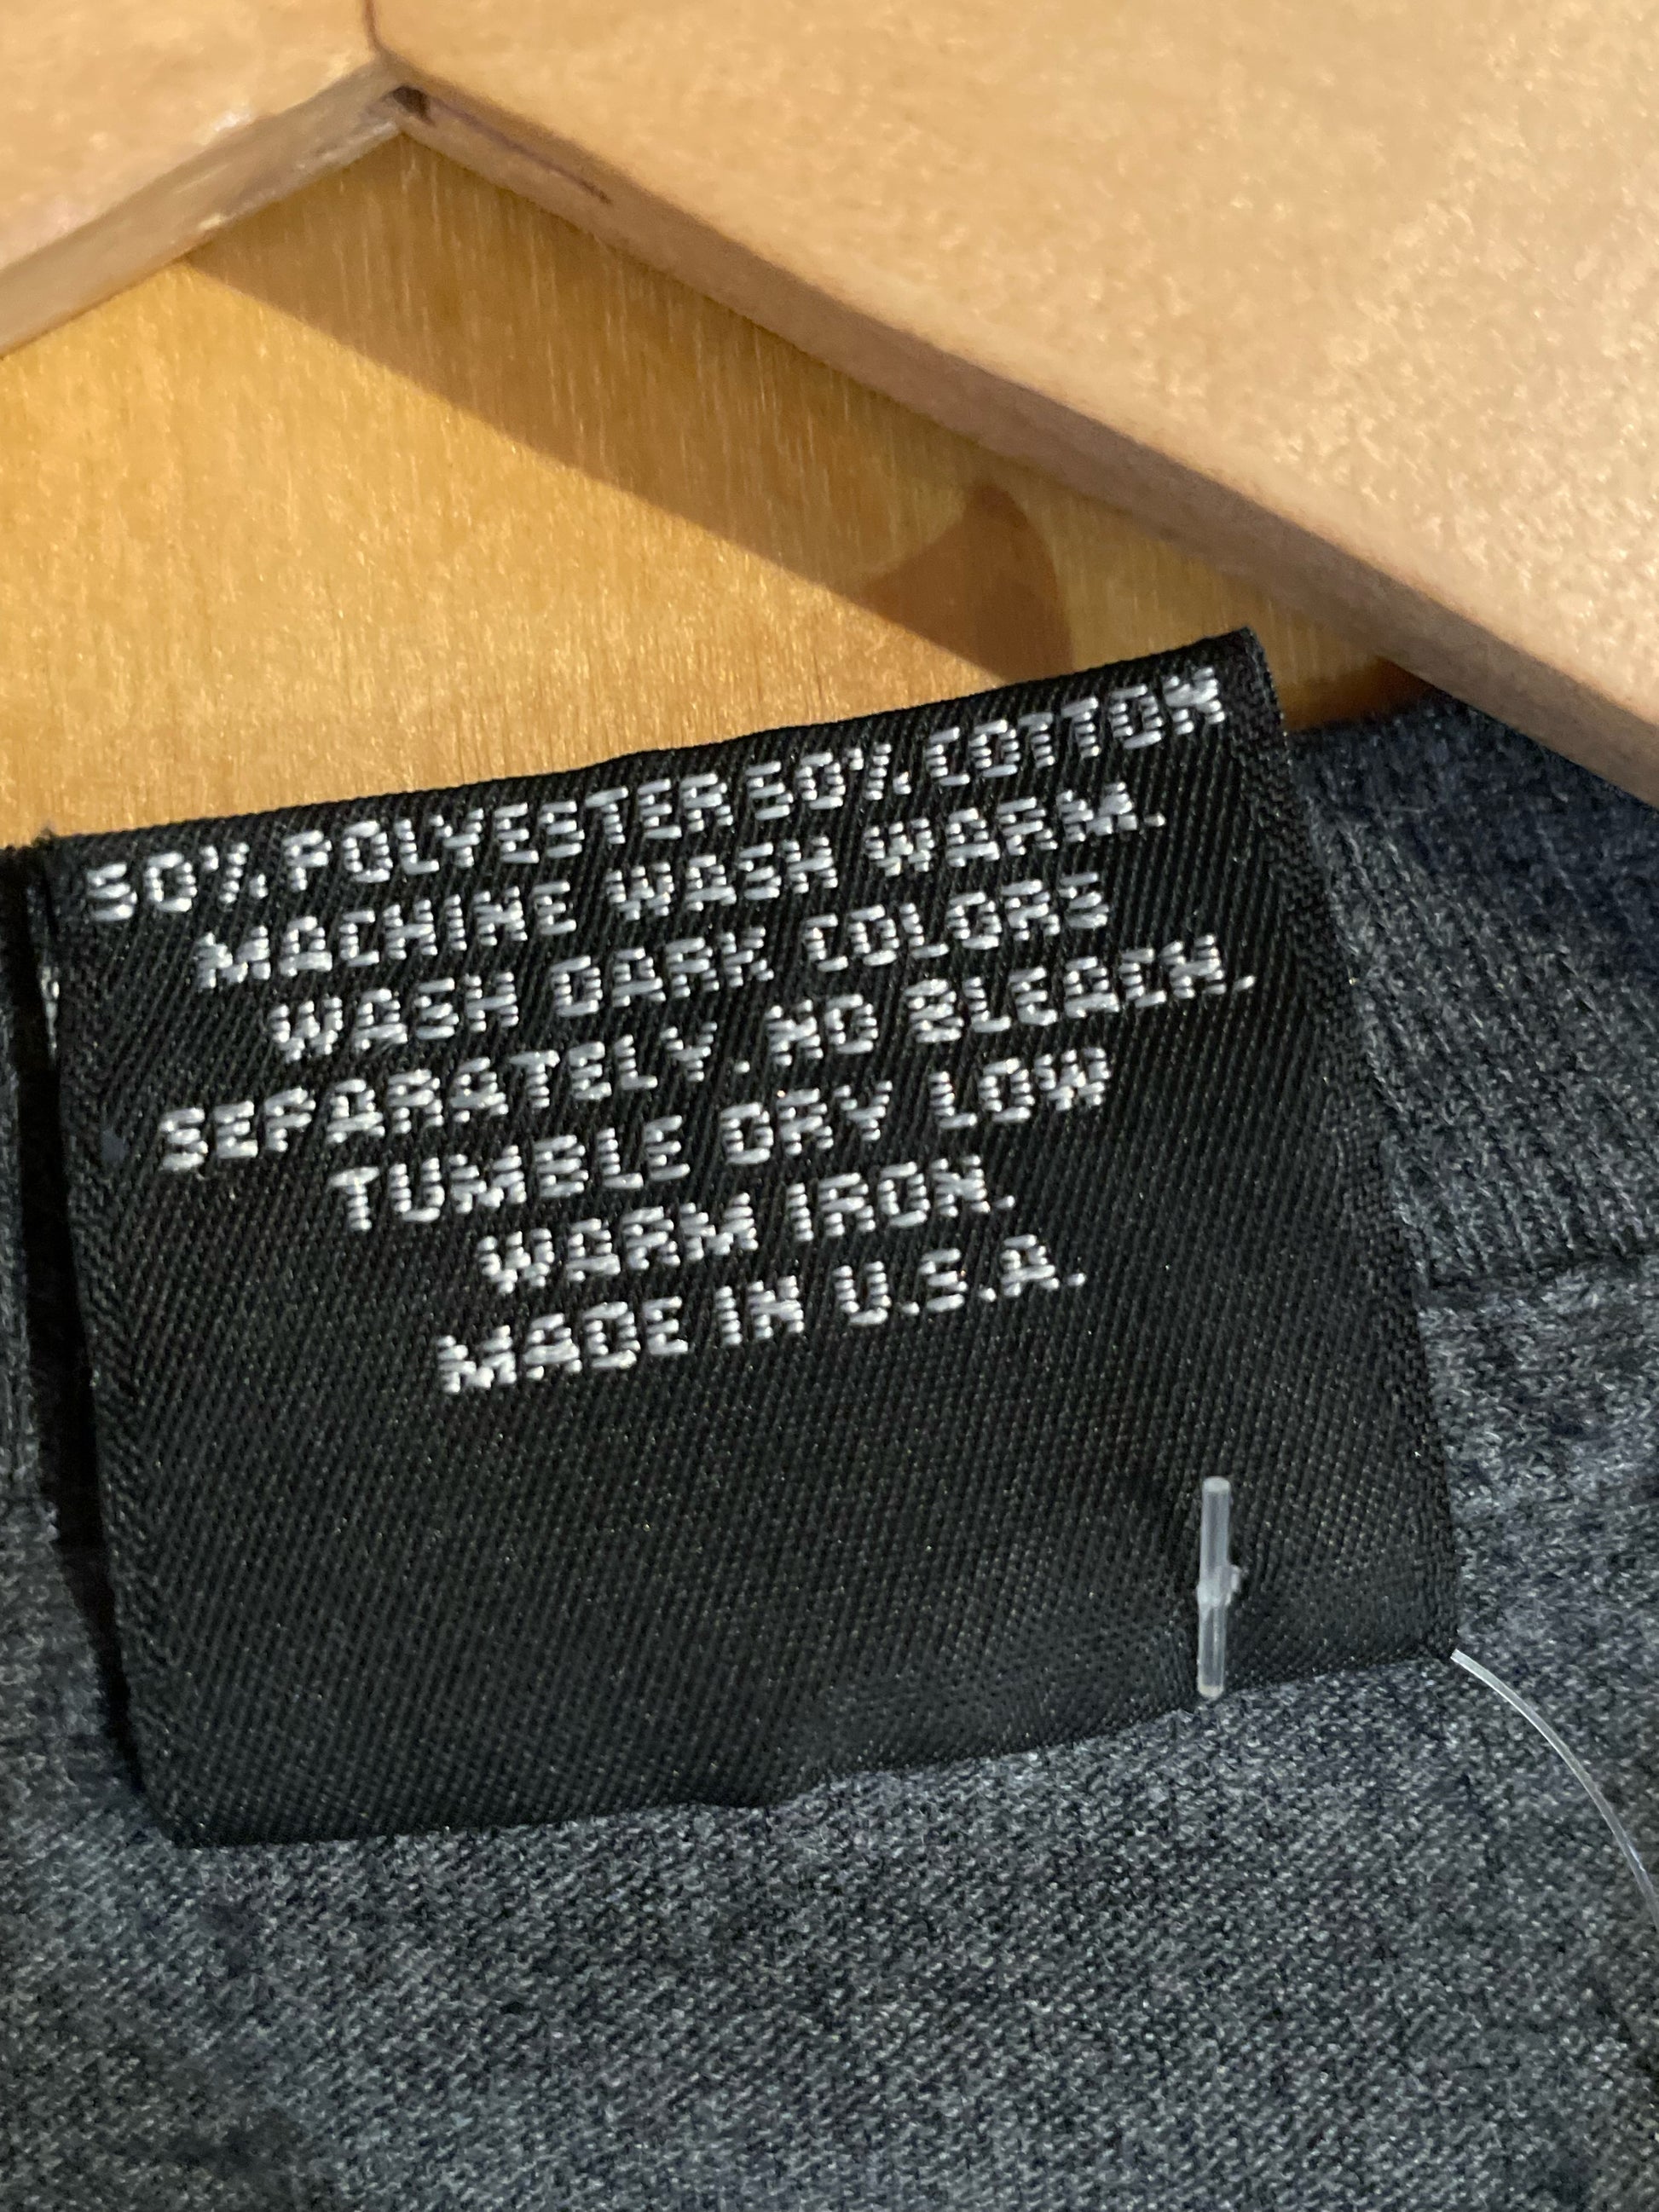 50% POLYESTER 50% COTTON
MACHINE WASH WARM.
WASH DARK COLORS
SEPARATELY. NO BLEACH.
TUMBLE DRY LOW
WARM IRON.
MADE IN U.S.A.